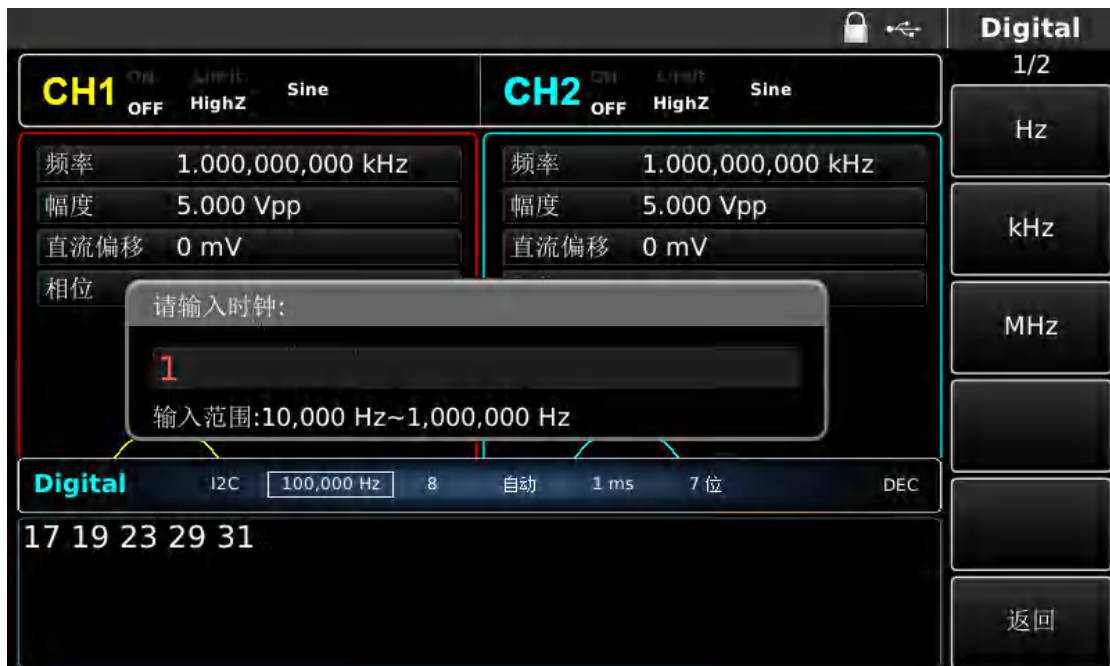 Digital
1/2
CH1 ON Limit Sine
OFF HighZ
CH2 ON Limit Sine
OFF HighZ
Hz
频率 1.000,000,000 kHz
频率 1.000,000,000 kHz
幅度 5.000 Vpp
幅度 5.000 Vpp
kHz
直流偏移 0 mV
直流偏移 0 mV
相位
请输入时钟:
MHz
1
输入范围:10,000 Hz~1,000,000 Hz
Digital I2C 100,000 Hz 8 自动 1 ms 7 位 DEC
17 19 23 29 31
返回